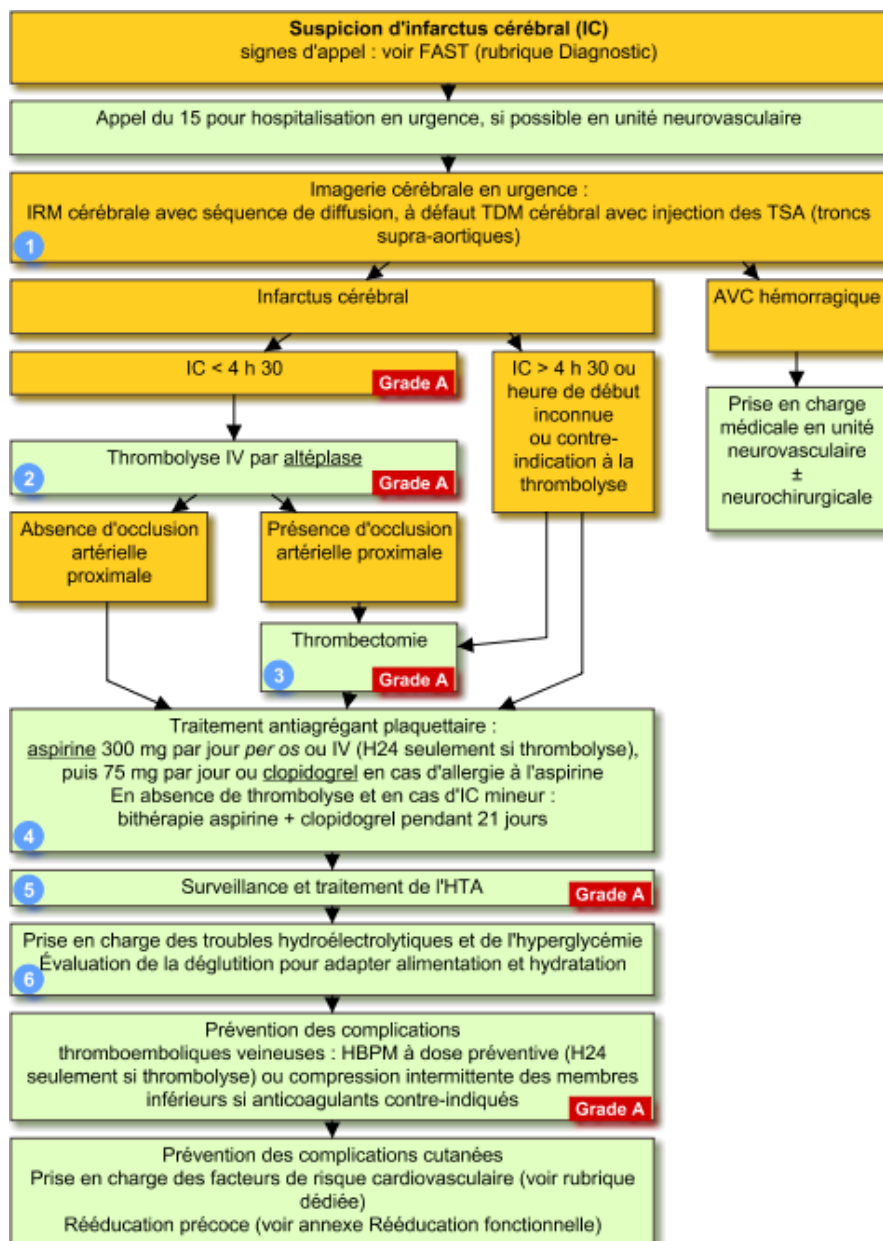 Suspicion d'infarctus cérébral (IC)
signes d'appel : voir FAST (rubrique Diagnostic)
Appel du 15 pour hospitalisation en urgence, si possible en unité neurovasculaire
Imagerie cérébrale en urgence :
IRM cérébrale avec séquence de diffusion, à défaut TDM cérébral avec injection des TSA (troncs
supra-aortiques)
1
Infarctus cérébral
AVC hémorragique
IC < 4 h 30
Grade A
IC > 4 h 30 ou
heure de début
inconnue
ou contre-
indication à la
thrombolyse
Prise en charge
médicale en unité
neurovasculaire
±
neurochirurgicale
Thrombolyse IV par altéplase
2
Grade A
Absence d'occlusion
artérielle
proximale
Présence d'occlusion
artérielle proximale
Thrombectomie
3
Grade A
Traitement antiagrégant plaquettaire :
aspirine 300 mg par jour per os ou IV (H24 seulement si thrombolyse),
puis 75 mg par jour ou clopidogrel en cas d'allergie à l'aspirine
En absence de thrombolyse et en cas d'IC mineur :
bithérapie aspirine + clopidogrel pendant 21 jours
4
Surveillance et traitement de l'HTA
5
Grade A
Prise en charge des troubles hydroélectrolytiques et de l'hyperglycémie
Évaluation de la déglutition pour adapter alimentation et hydratation
6
Prévention des complications
thromboemboliques veineuses : HBPM à dose préventive (H24
seulement si thrombolyse) ou compression intermittente des membres
inférieurs si anticoagulants contre-indiqués
Grade A
Prévention des complications cutanées
Prise en charge des facteurs de risque cardiovasculaire (voir rubrique
dédiée)
Rééducation précoce (voir annexe Rééducation fonctionnelle)